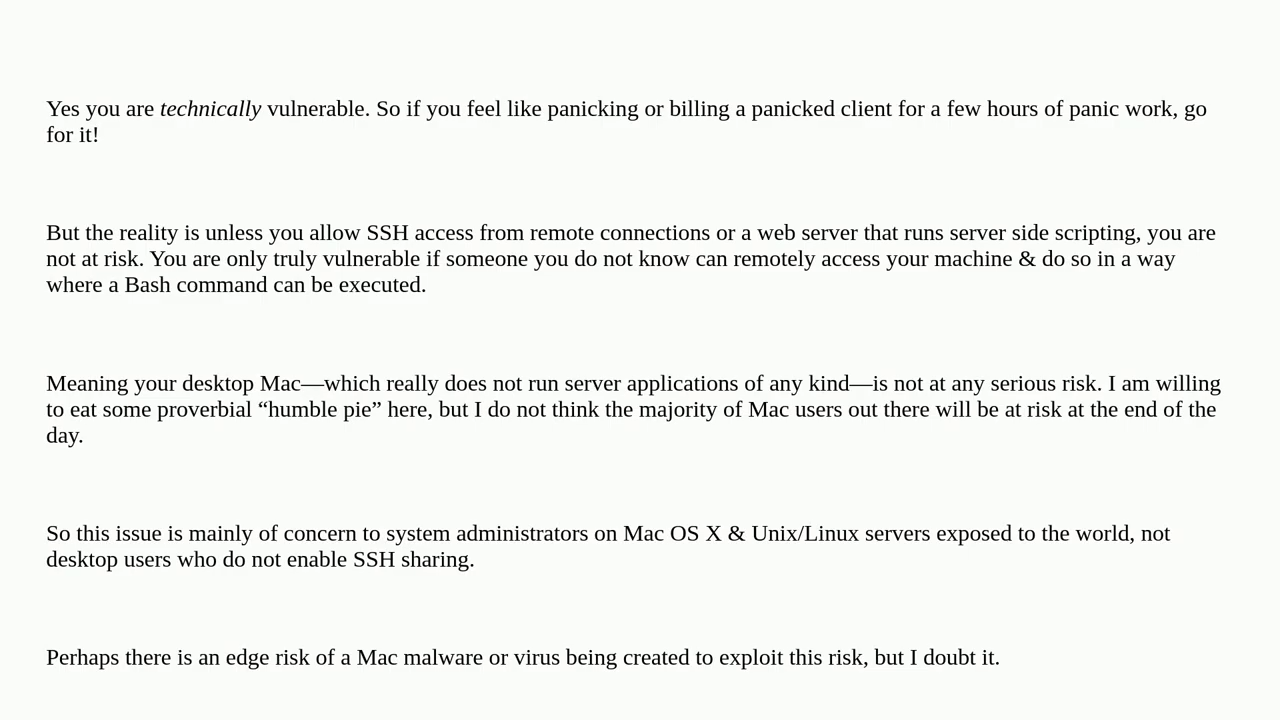 Yes you are technically vulnerable. So if you feel like panicking or billing a panicked client for a few hours of panic work, go
for it!
But the reality is unless you allow SSH access from remote connections or a web server that runs server side scripting, you are
not at risk. You are only truly vulnerable if someone you do not know can remotely access your machine & do so in a way
where a Bash command can be executed.
Meaning your desktop Mac—which really does not run server applications of any kind—is not at any serious risk. I am willing
to eat some proverbial “humble pie” here, but I do not think the majority of Mac users out there will be at risk at the end of the
day.
So this issue is mainly of concern to system administrators on Mac OS X & Unix/Linux servers exposed to the world, not
desktop users who do not enable SSH sharing.
Perhaps there is an edge risk of a Mac malware or virus being created to exploit this risk, but I doubt it.